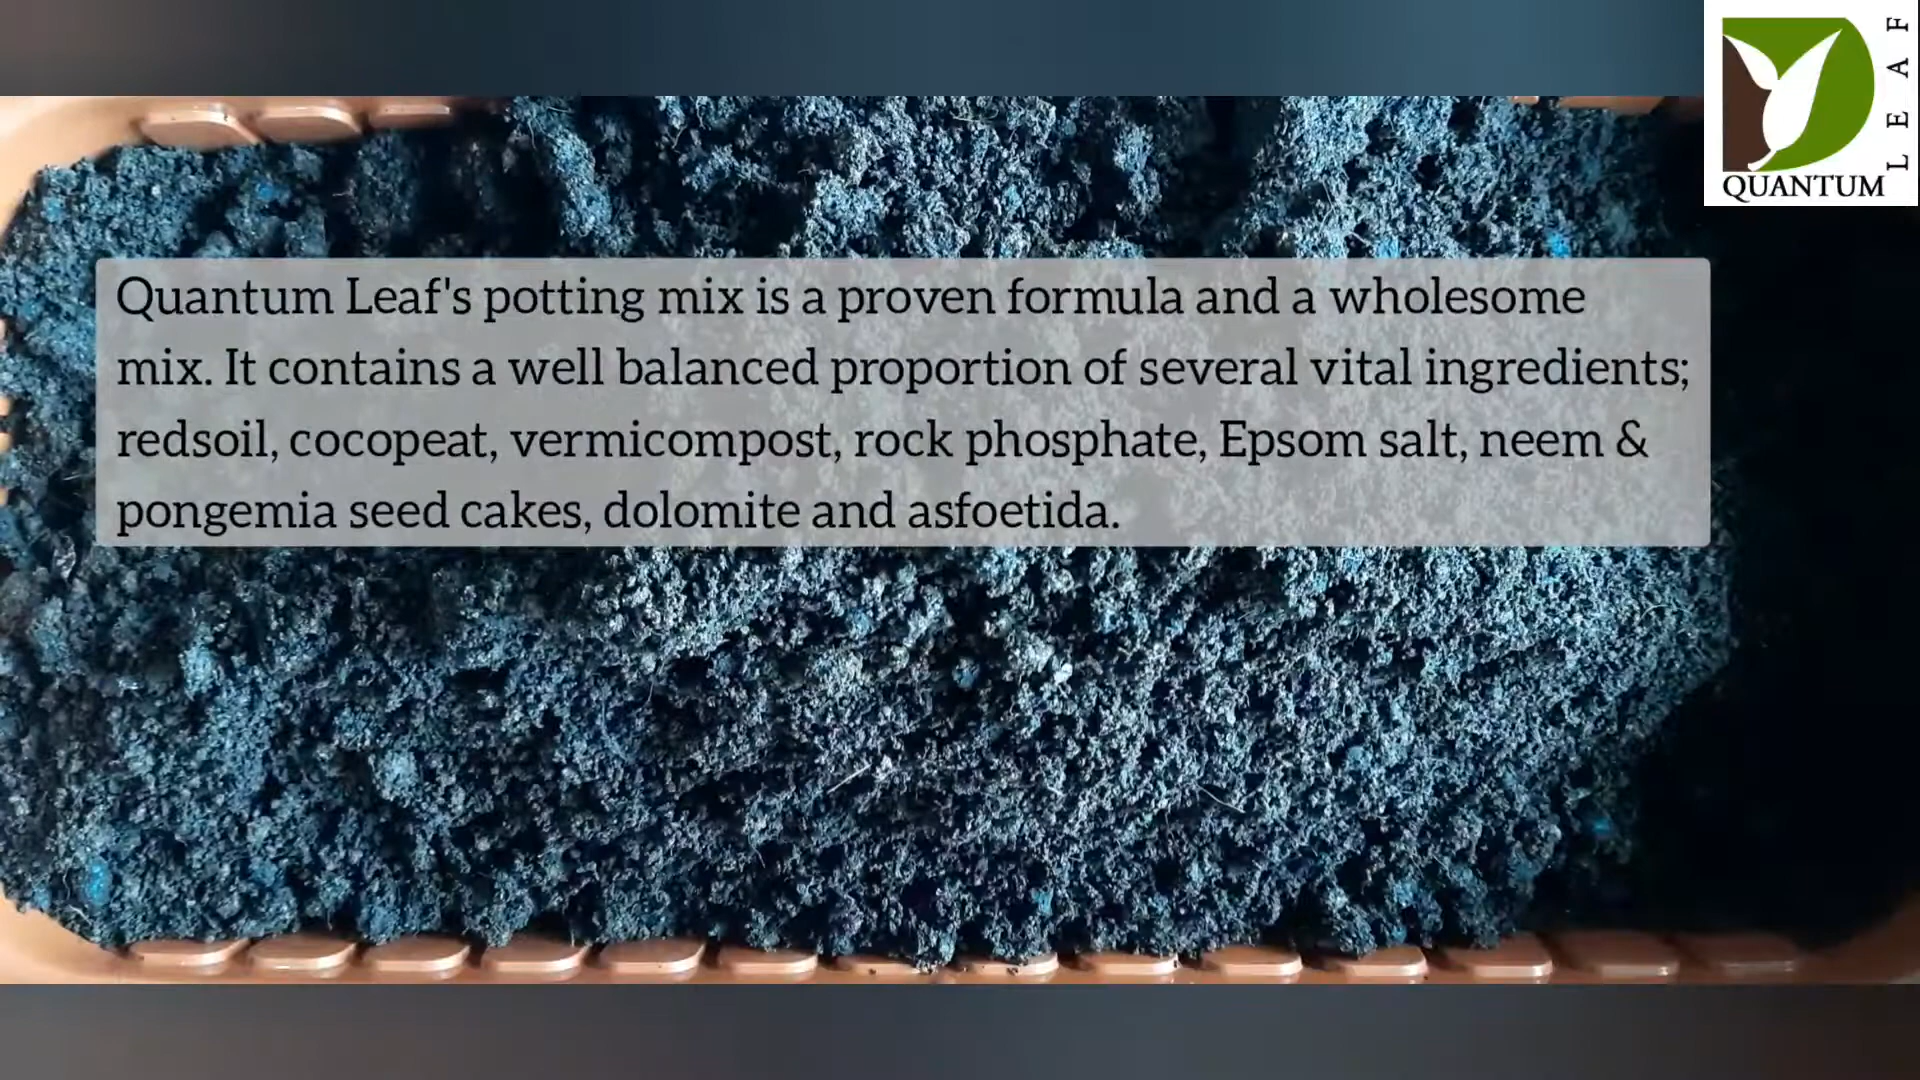 Quantum Leaf's potting mix is a proven formula and a wholesome
mix. It contains a well balanced proportion of several vital ingredients;
redsoil, cocopeat, vermicompost, rock phosphate, Epsom salt, neem &
pongemia seed cakes, dolomite and asfoetida.
QUANTUM
LEAF